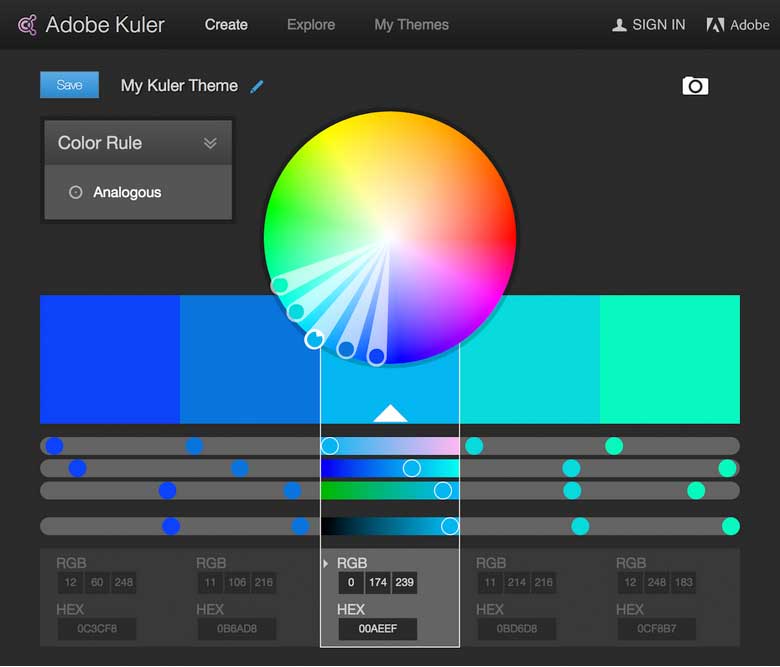 Adobe Kuler Create Explore My Themes SIGN IN Adobe
Save My Kuler Theme
Color Rule
Analogous
RGB RGB RGB RGB RGB
12 60 248 11 106 216 0 174 239 11 214 216 12 248 183
HEX HEX HEX HEX HEX
0C3CF8 0B6AD8 00AEEF 0BD6D8 0CF8B7